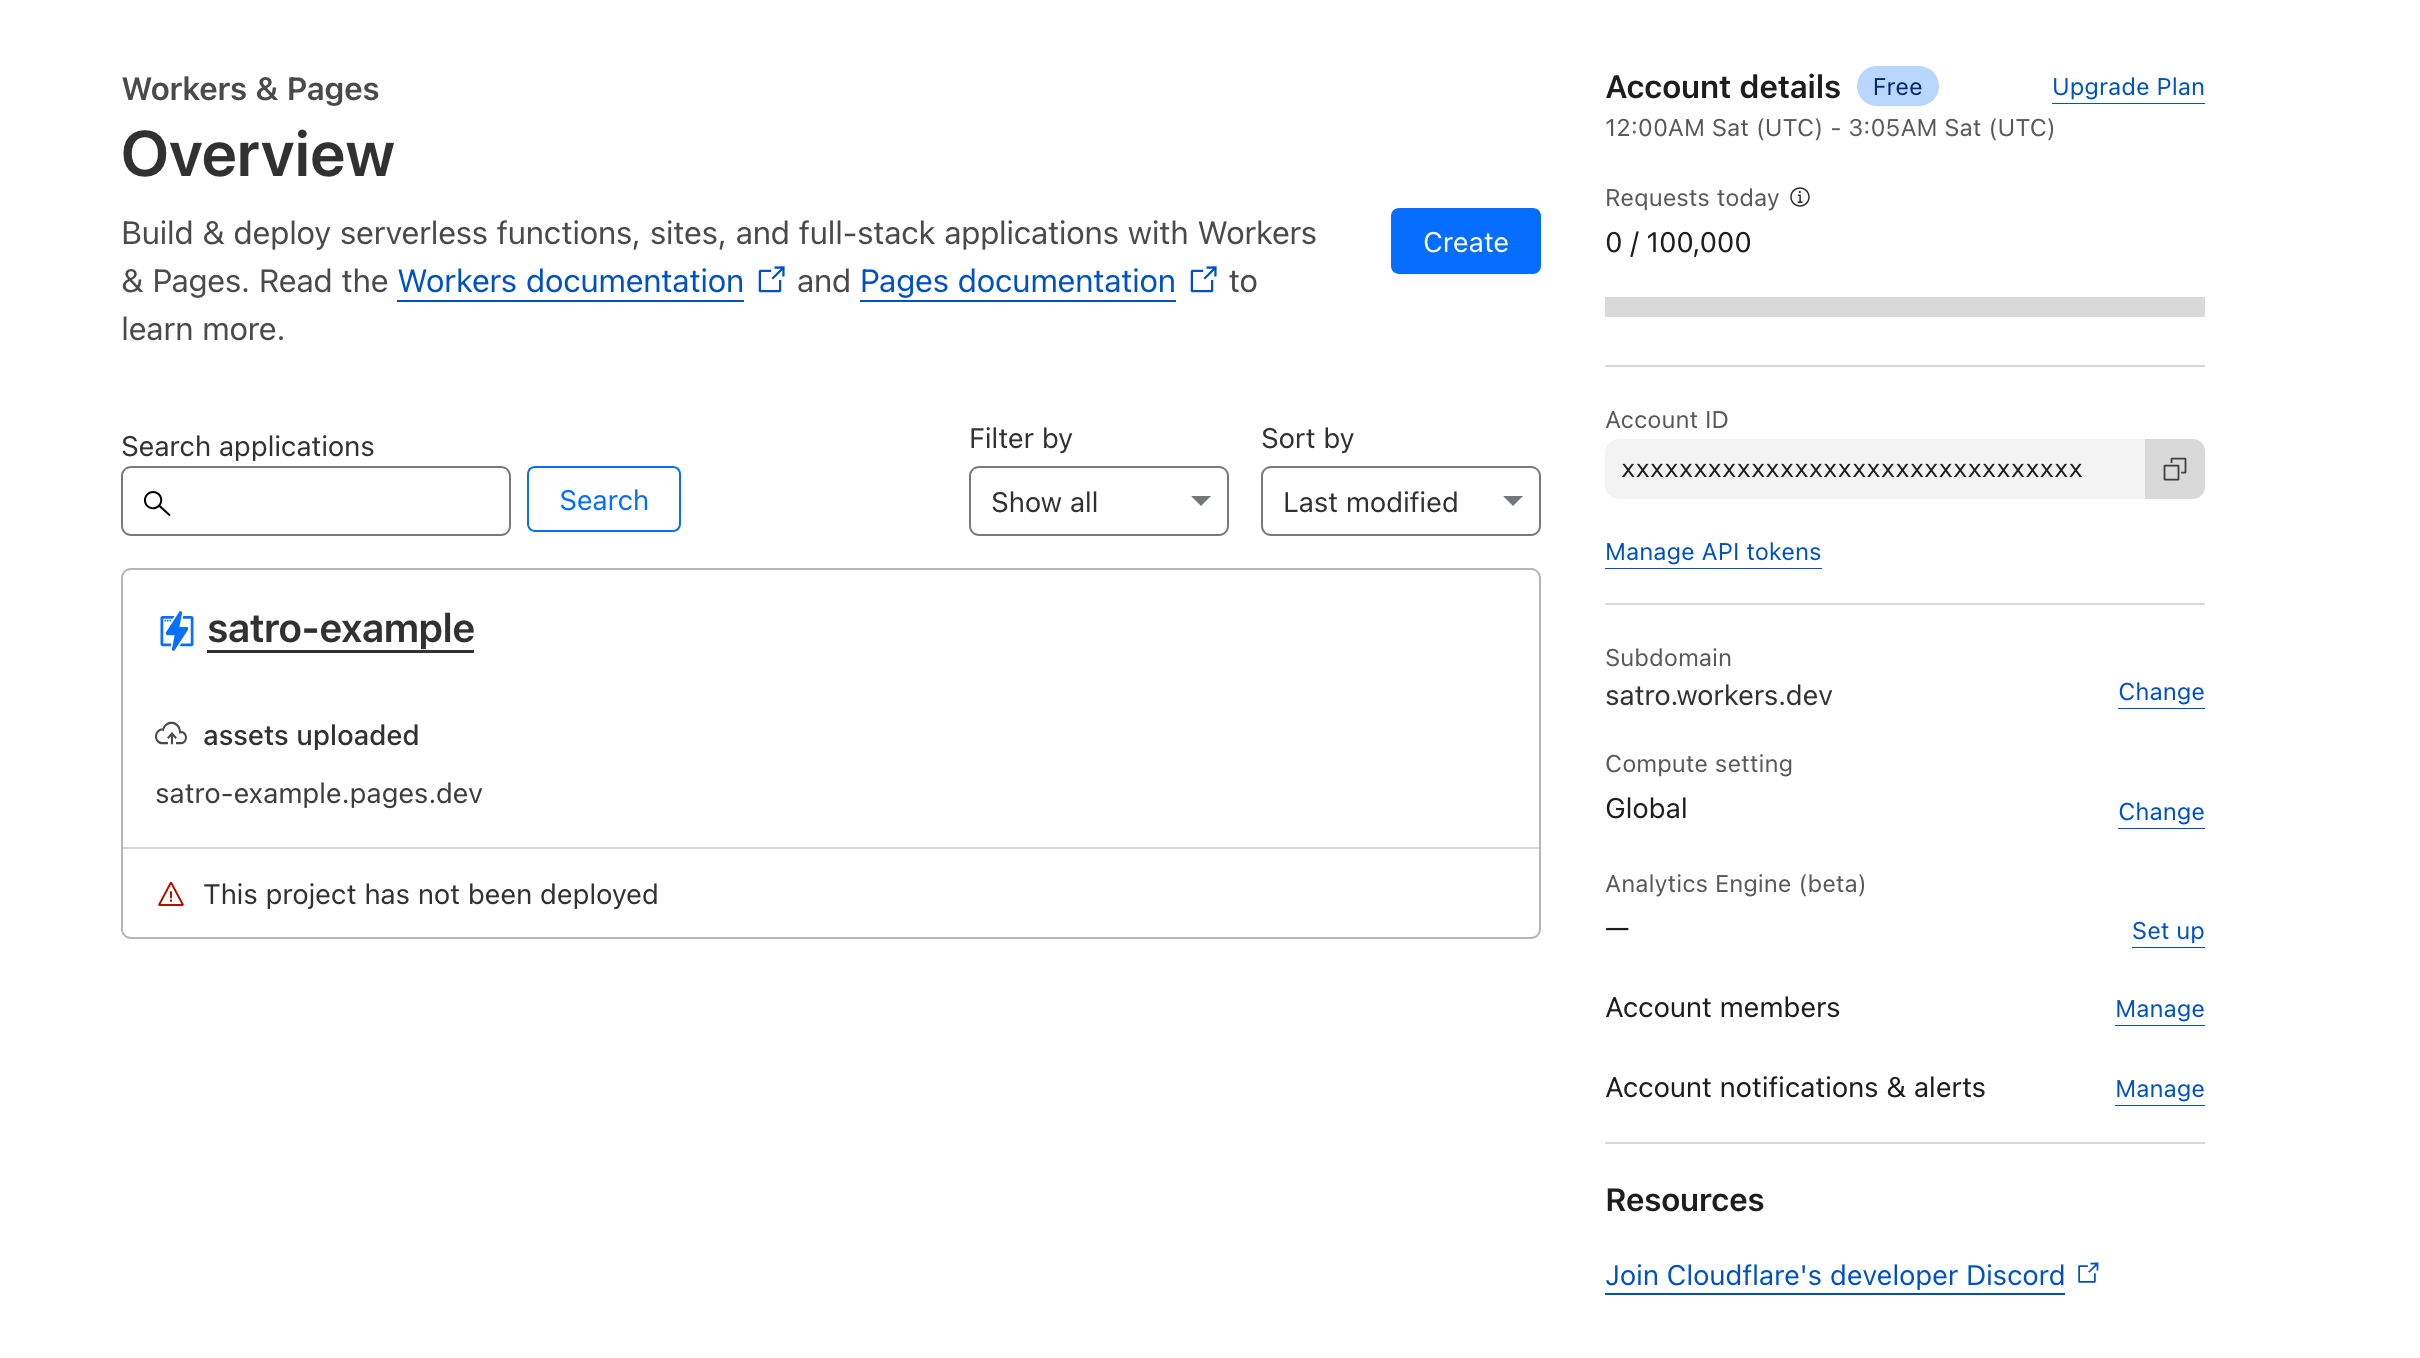 Workers & Pages
Overview
Build & deploy serverless functions, sites, and full-stack applications with Workers
& Pages. Read the Workers documentation and Pages documentation to
learn more.
Create
Search applications
Search
Filter by
Show all
Sort by
Last modified
satro-example
assets uploaded
satro-example.pages.dev
This project has not been deployed
Account details Free Upgrade Plan
12:00AM Sat (UTC) - 3:05AM Sat (UTC)
Requests today
0 / 100,000
Account ID
xxxxxxxxxxxxxxxxxxxxxxxxxxxxxxxx
Manage API tokens
Subdomain
satro.workers.dev Change
Compute setting
Global Change
Analytics Engine (beta)
— Set up
Account members Manage
Account notifications & alerts Manage
Resources
Join Cloudflare's developer Discord